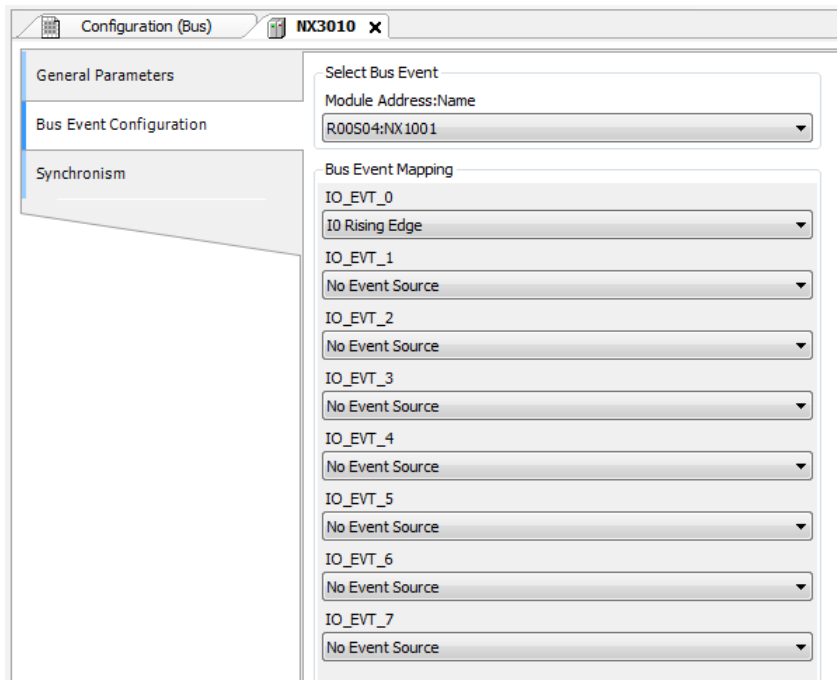 Configuration (Bus)
NX3010
General Parameters
Bus Event Configuration
Synchronism
Select Bus Event
Module Address:Name
R00S04:NX1001
Bus Event Mapping
IO_EVT_0
I0 Rising Edge
IO_EVT_1
No Event Source
IO_EVT_2
No Event Source
IO_EVT_3
No Event Source
IO_EVT_4
No Event Source
IO_EVT_5
No Event Source
IO_EVT_6
No Event Source
IO_EVT_7
No Event Source